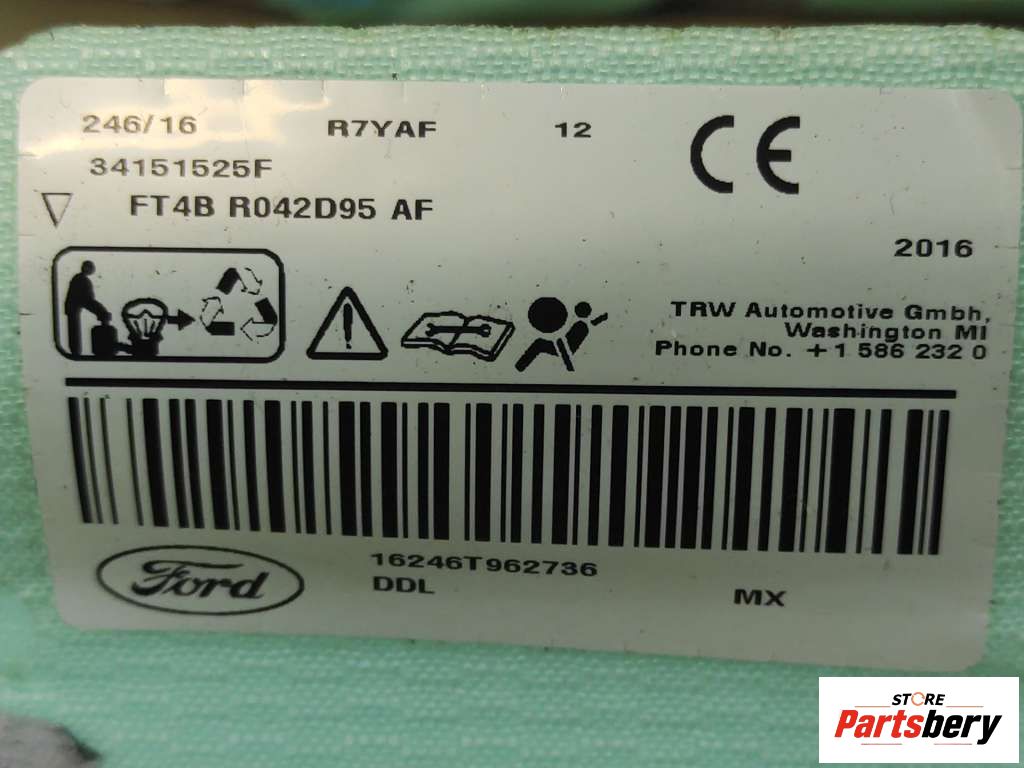 246/16 R7YAF 12
34151525F
FT4B R042D95 AF
CE
2016
TRW Automotive Gmbh,
Washington MI
Phone No. +1 586 232 0
16246T962736
Ford DDL MX
STORE
Partsbery